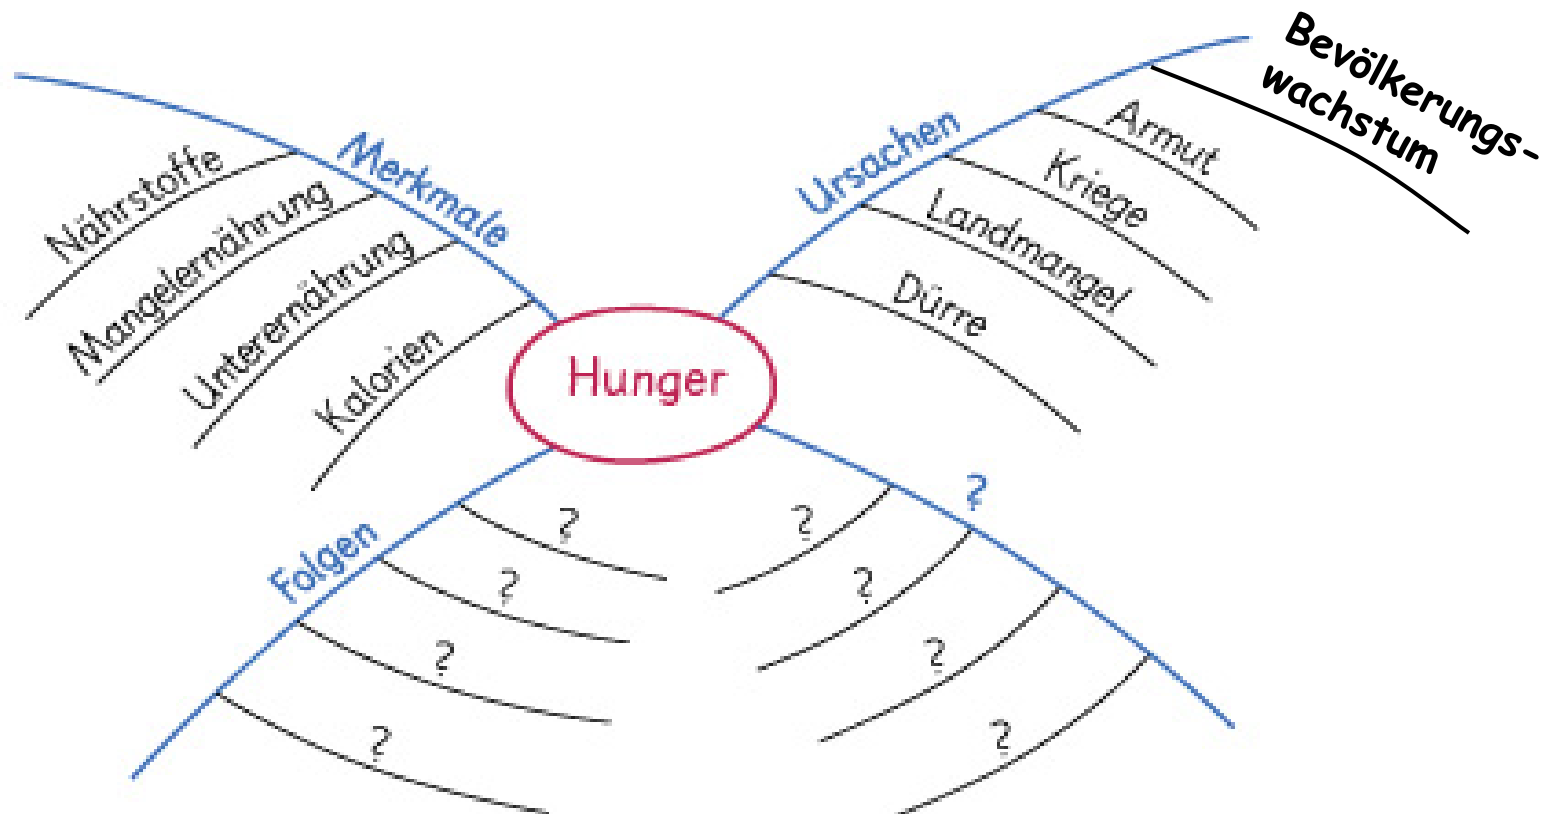 Merkmale
Nährstoffe
Mangelernährung
Unterernährung
Kalorien
Ursachen
Bevölkerungs-
wachstum
Armut
Kriege
Landmangel
Dürre
Hunger
Folgen
?
?
?
?
?
?
?
?
?